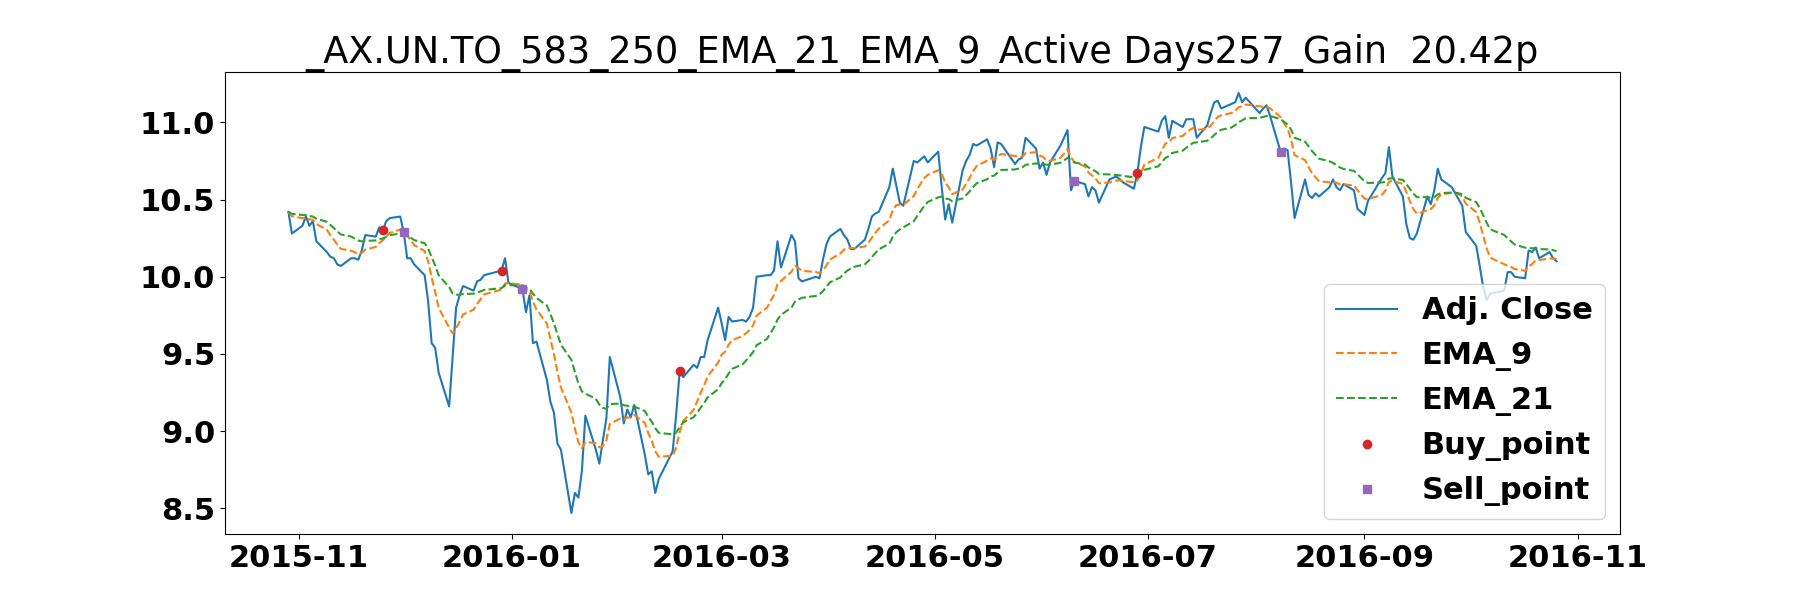 _AX.UN.TO_583_250_EMA_21_EMA_9_Active Days257_Gain  20.42p
11.0
10.5
10.0
9.5
9.0
8.5
Adj. Close
EMA_9
EMA_21
Buy_point
Sell_point
2015-11 2016-01 2016-03 2016-05 2016-07 2016-09 2016-11